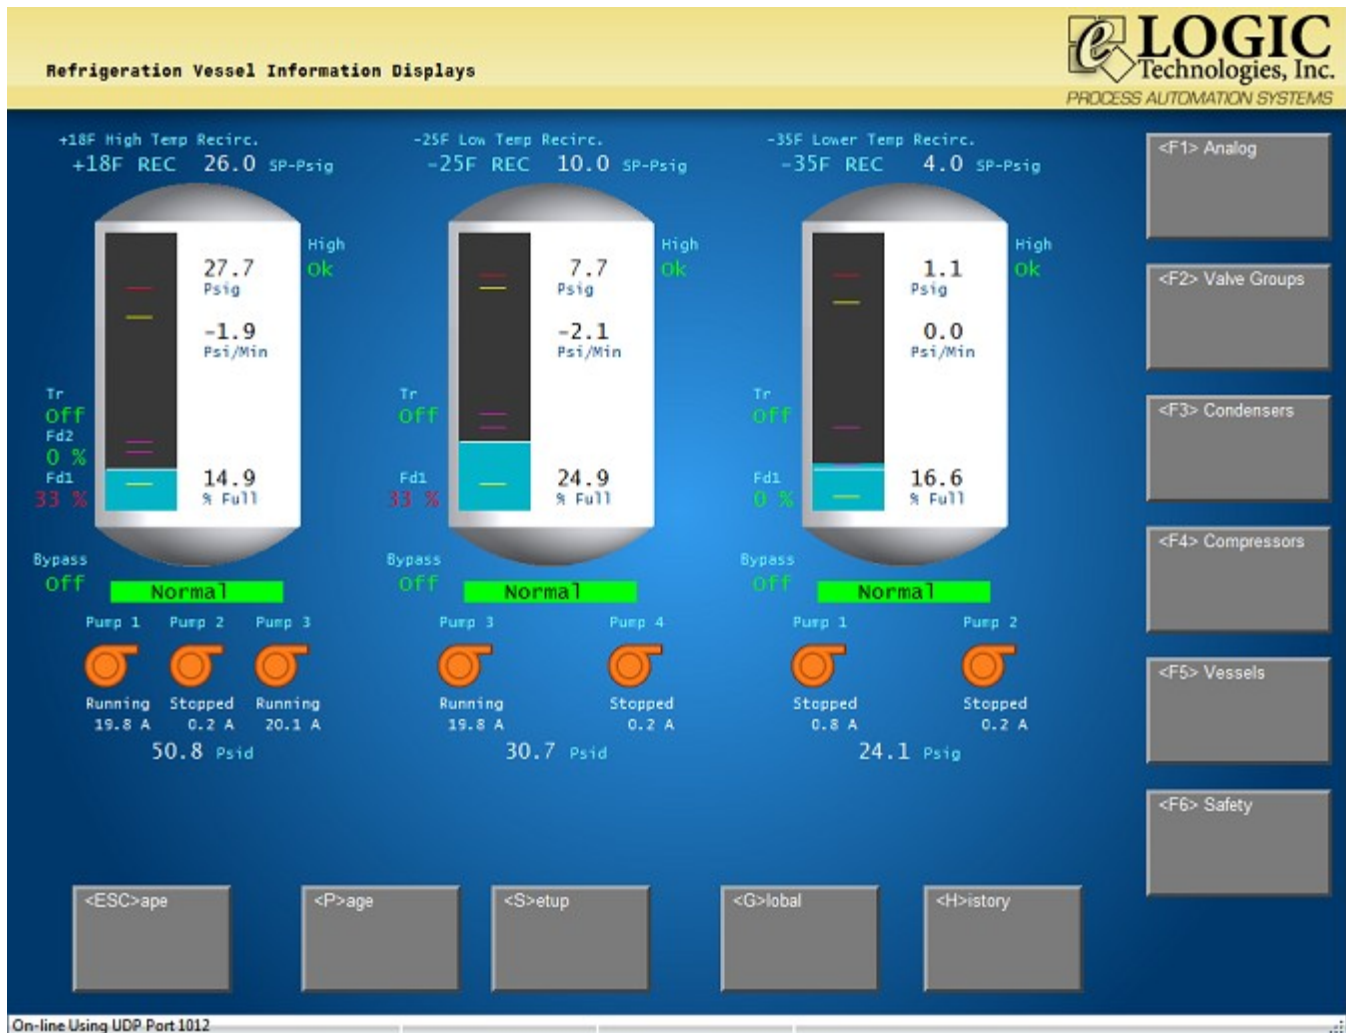 e LOGIC
Technologies, Inc.
PROCESS AUTOMATION SYSTEMS
Refrigeration Vessel Information Displays
+18F High Temp Recirc.
+18F REC 26.0 SP-Psig
High
Ok
27.7
Psig
-1.9
Psi/Min
Tr
Off
Fd2
0 %
Fd1
33 %
14.9
% Full
Bypass
Off
Normal
Pump 1 Pump 2 Pump 3
Running Stopped Running
19.8 A 0.2 A 20.1 A
50.8 Psid
-25F Low Temp Recirc.
-25F REC 10.0 SP-Psig
High
Ok
7.7
Psig
-2.1
Psi/Min
Tr
Off
Fd1
33 %
24.9
% Full
Bypass
Off
Normal
Pump 3 Pump 4
Running Stopped
19.8 A 0.2 A
30.7 Psid
-35F Lower Temp Recirc.
-35F REC 4.0 SP-Psig
High
Ok
1.1
Psig
0.0
Psi/Min
Tr
Off
Fd1
0 %
16.6
% Full
Bypass
Off
Normal
Pump 1 Pump 2
Stopped Stopped
0.8 A 0.2 A
24.1 Psig
<F1> Analog
<F2> Valve Groups
<F3> Condensers
<F4> Compressors
<F5> Vessels
<F6> Safety
<ESC>ape
<P>age
<S>etup
<G>lobal
<H>istory
On-line Using UDP Port 1012